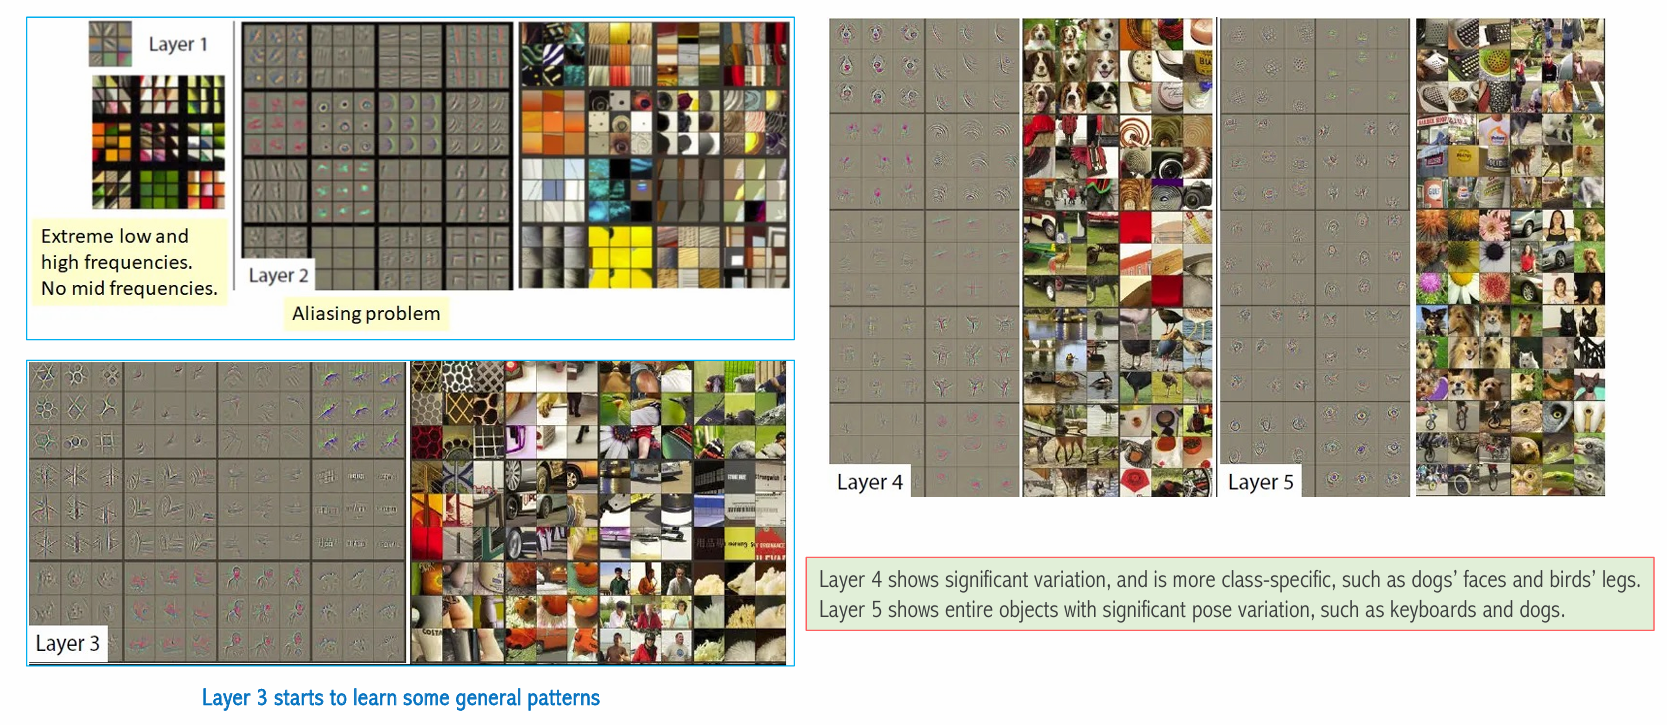 Layer 1
Extreme low and
high frequencies.
No mid frequencies.
Layer 2
Aliasing problem
Layer 3
Layer 3 starts to learn some general patterns
Layer 4
Layer 5
Layer 4 shows significant variation, and is more class-specific, such as dogs' faces and birds' legs.
Layer 5 shows entire objects with significant pose variation, such as keyboards and dogs.